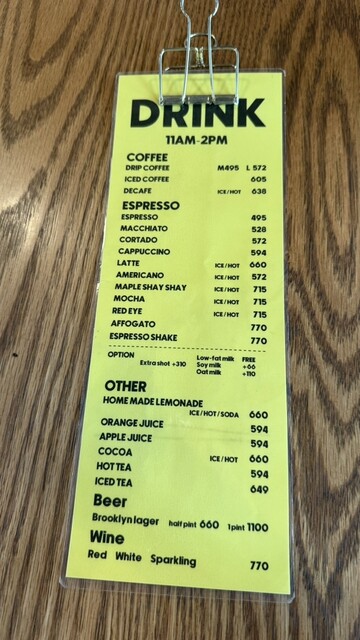 DRINK
11AM-2PM
COFFEE
DRIP COFFEE M495 L 572
ICED COFFEE 605
DECAFE ICE/HOT 638
ESPRESSO
ESPRESSO 495
MACCHIATO 528
CORTADO 572
CAPPUCCINO 594
LATTE ICE/HOT 660
AMERICANO ICE/HOT 572
MAPLE SHAY SHAY ICE/HOT 715
MOCHA ICE/HOT 715
RED EYE ICE/HOT 715
AFFOGATO 770
ESPRESSO SHAKE 770
OPTION Extra shot +310 Low-fat milk FREE
Soy milk +66
Oat milk +110
OTHER
HOME MADE LEMONADE
ICE/HOT/SODA 660
ORANGE JUICE 594
APPLE JUICE 594
COCOA ICE/HOT 660
HOT TEA 594
ICED TEA 649
Beer
Brooklyn lager half pint 660 1 pint 1100
Wine
Red White Sparkling 770